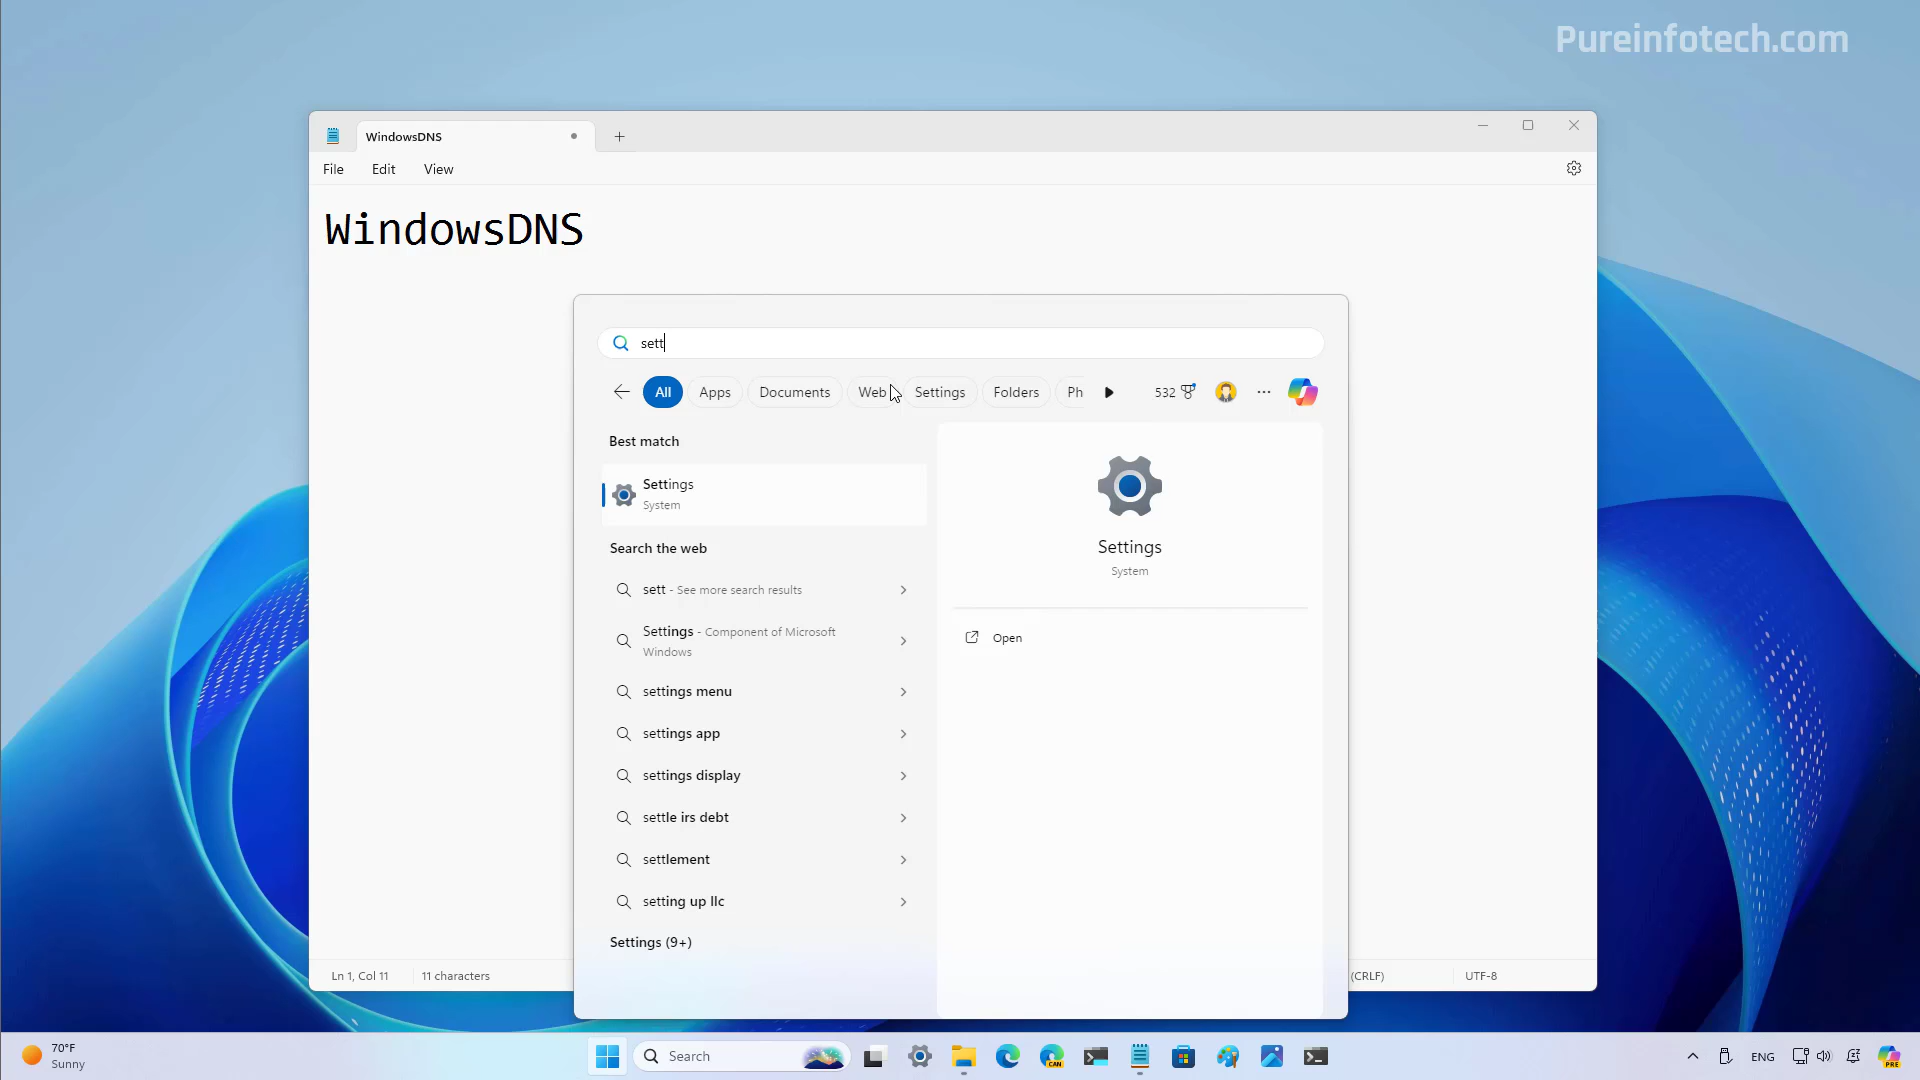 Pureinfotech.com
WindowsDNS
File Edit View
WindowsDNS
sett
All Apps Documents Web Settings Folders Ph 532
Best match
Settings
System
Search the web
sett - See more search results
Settings - Component of Microsoft
Windows
settings menu
settings app
settings display
settle irs debt
settlement
setting up llc
Settings (9+)
Settings
System
Open
Ln 1, Col 11 11 characters (CRLF) UTF-8
70°F
Sunny
Search
CAN
ENG
PRE